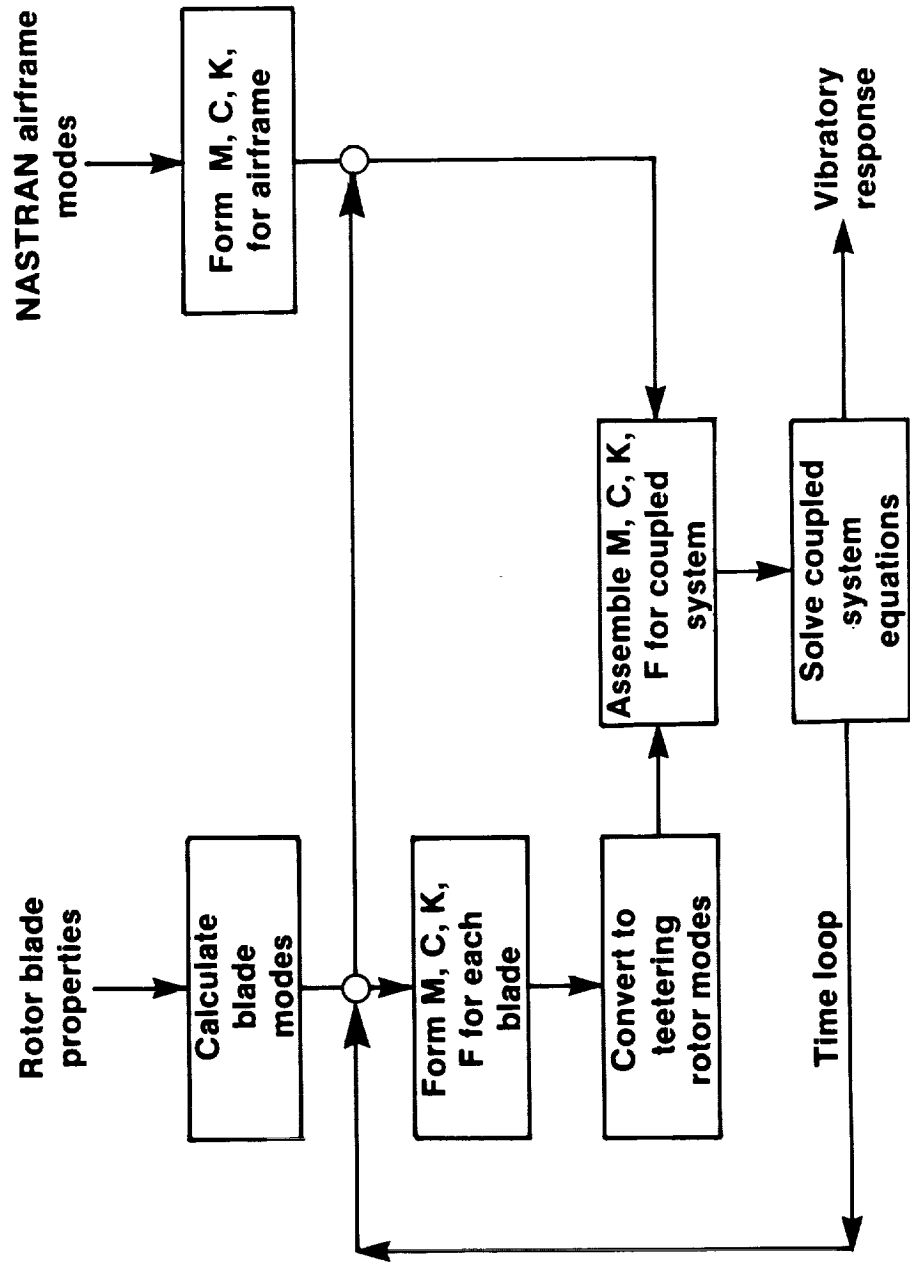 Rotor blade
properties
NASTRAN airframe
modes
Calculate
blade
modes
Form M, C, K,
for airframe
Form M, C, K,
F for each
blade
Convert to
teetering
rotor modes
Assemble M, C, K,
F for coupled
system
Solve coupled
system
equations
Time loop
Vibratory
response